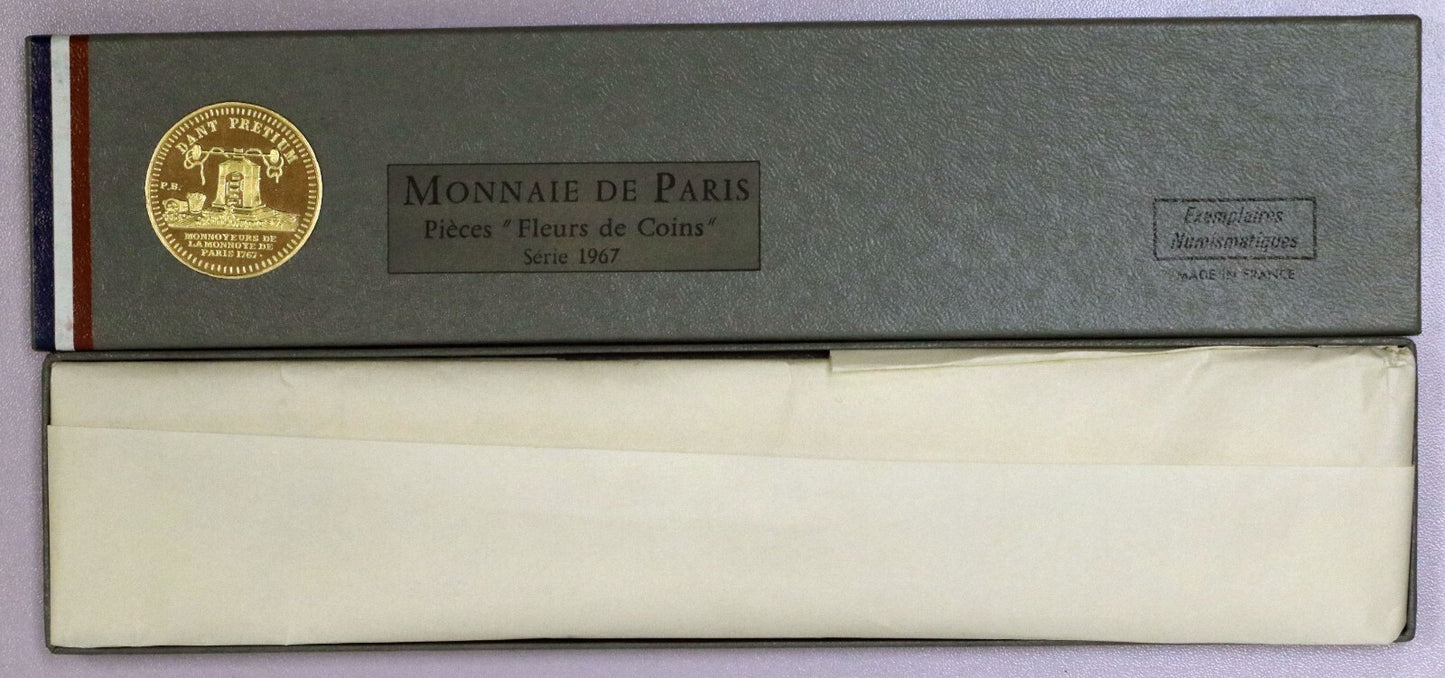 DANT PRETIUM
P.B.
MONNOYEURS DE
LA MONNOYE DE
PARIS 1767.
MONNAIE DE PARIS
Pièces "Fleurs de Coins"
Série 1967
Exemplaires
Numismatiques
MADE IN FRANCE